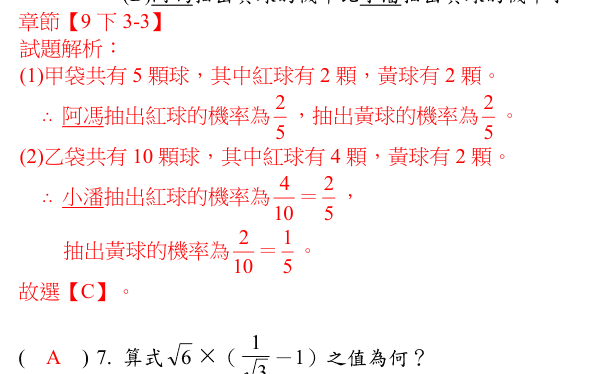 章節【9 下 3-3】
試題解析：
(1)甲袋共有 5 顆球，其中紅球有 2 顆，黃球有 2 顆。
∴ 阿馮抽出紅球的機率為 2/5，抽出黃球的機率為 2/5。
(2)乙袋共有 10 顆球，其中紅球有 4 顆，黃球有 2 顆。
∴ 小潘抽出紅球的機率為 4/10 ＝ 2/5，
抽出黃球的機率為 2/10 ＝ 1/5。
故選【C】。
( A ) 7. 算式 √6 ×（ 1/√3 －1）之值為何？